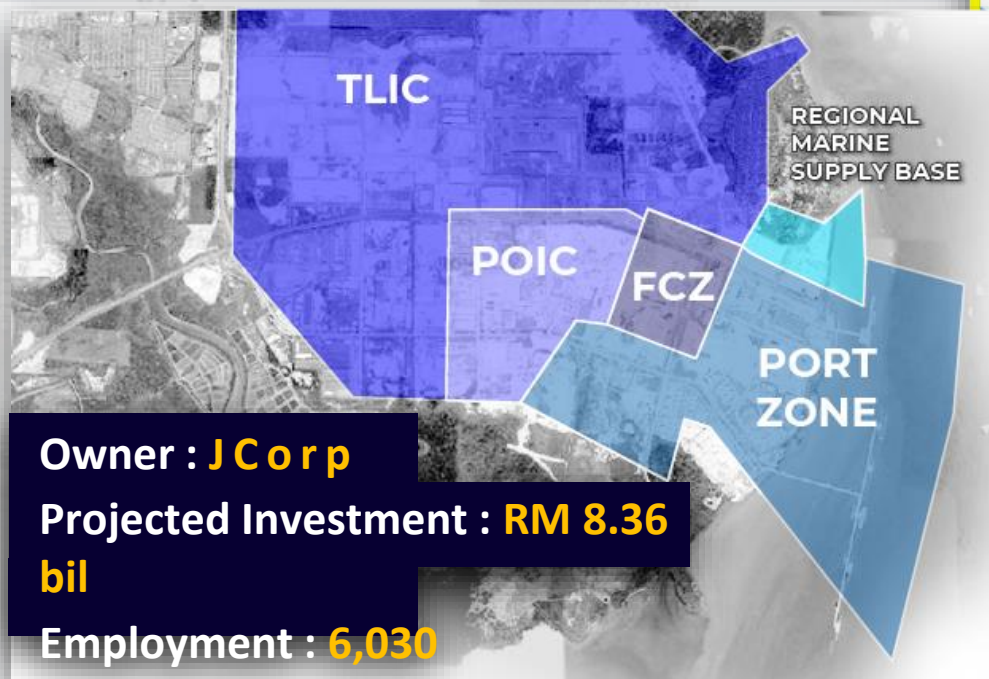 TLIC
REGIONAL
MARINE
SUPPLY BASE
POIC
FCZ
PORT
ZONE
Owner : J C o r p
Projected Investment : RM 8.36
bil
Employment : 6,030